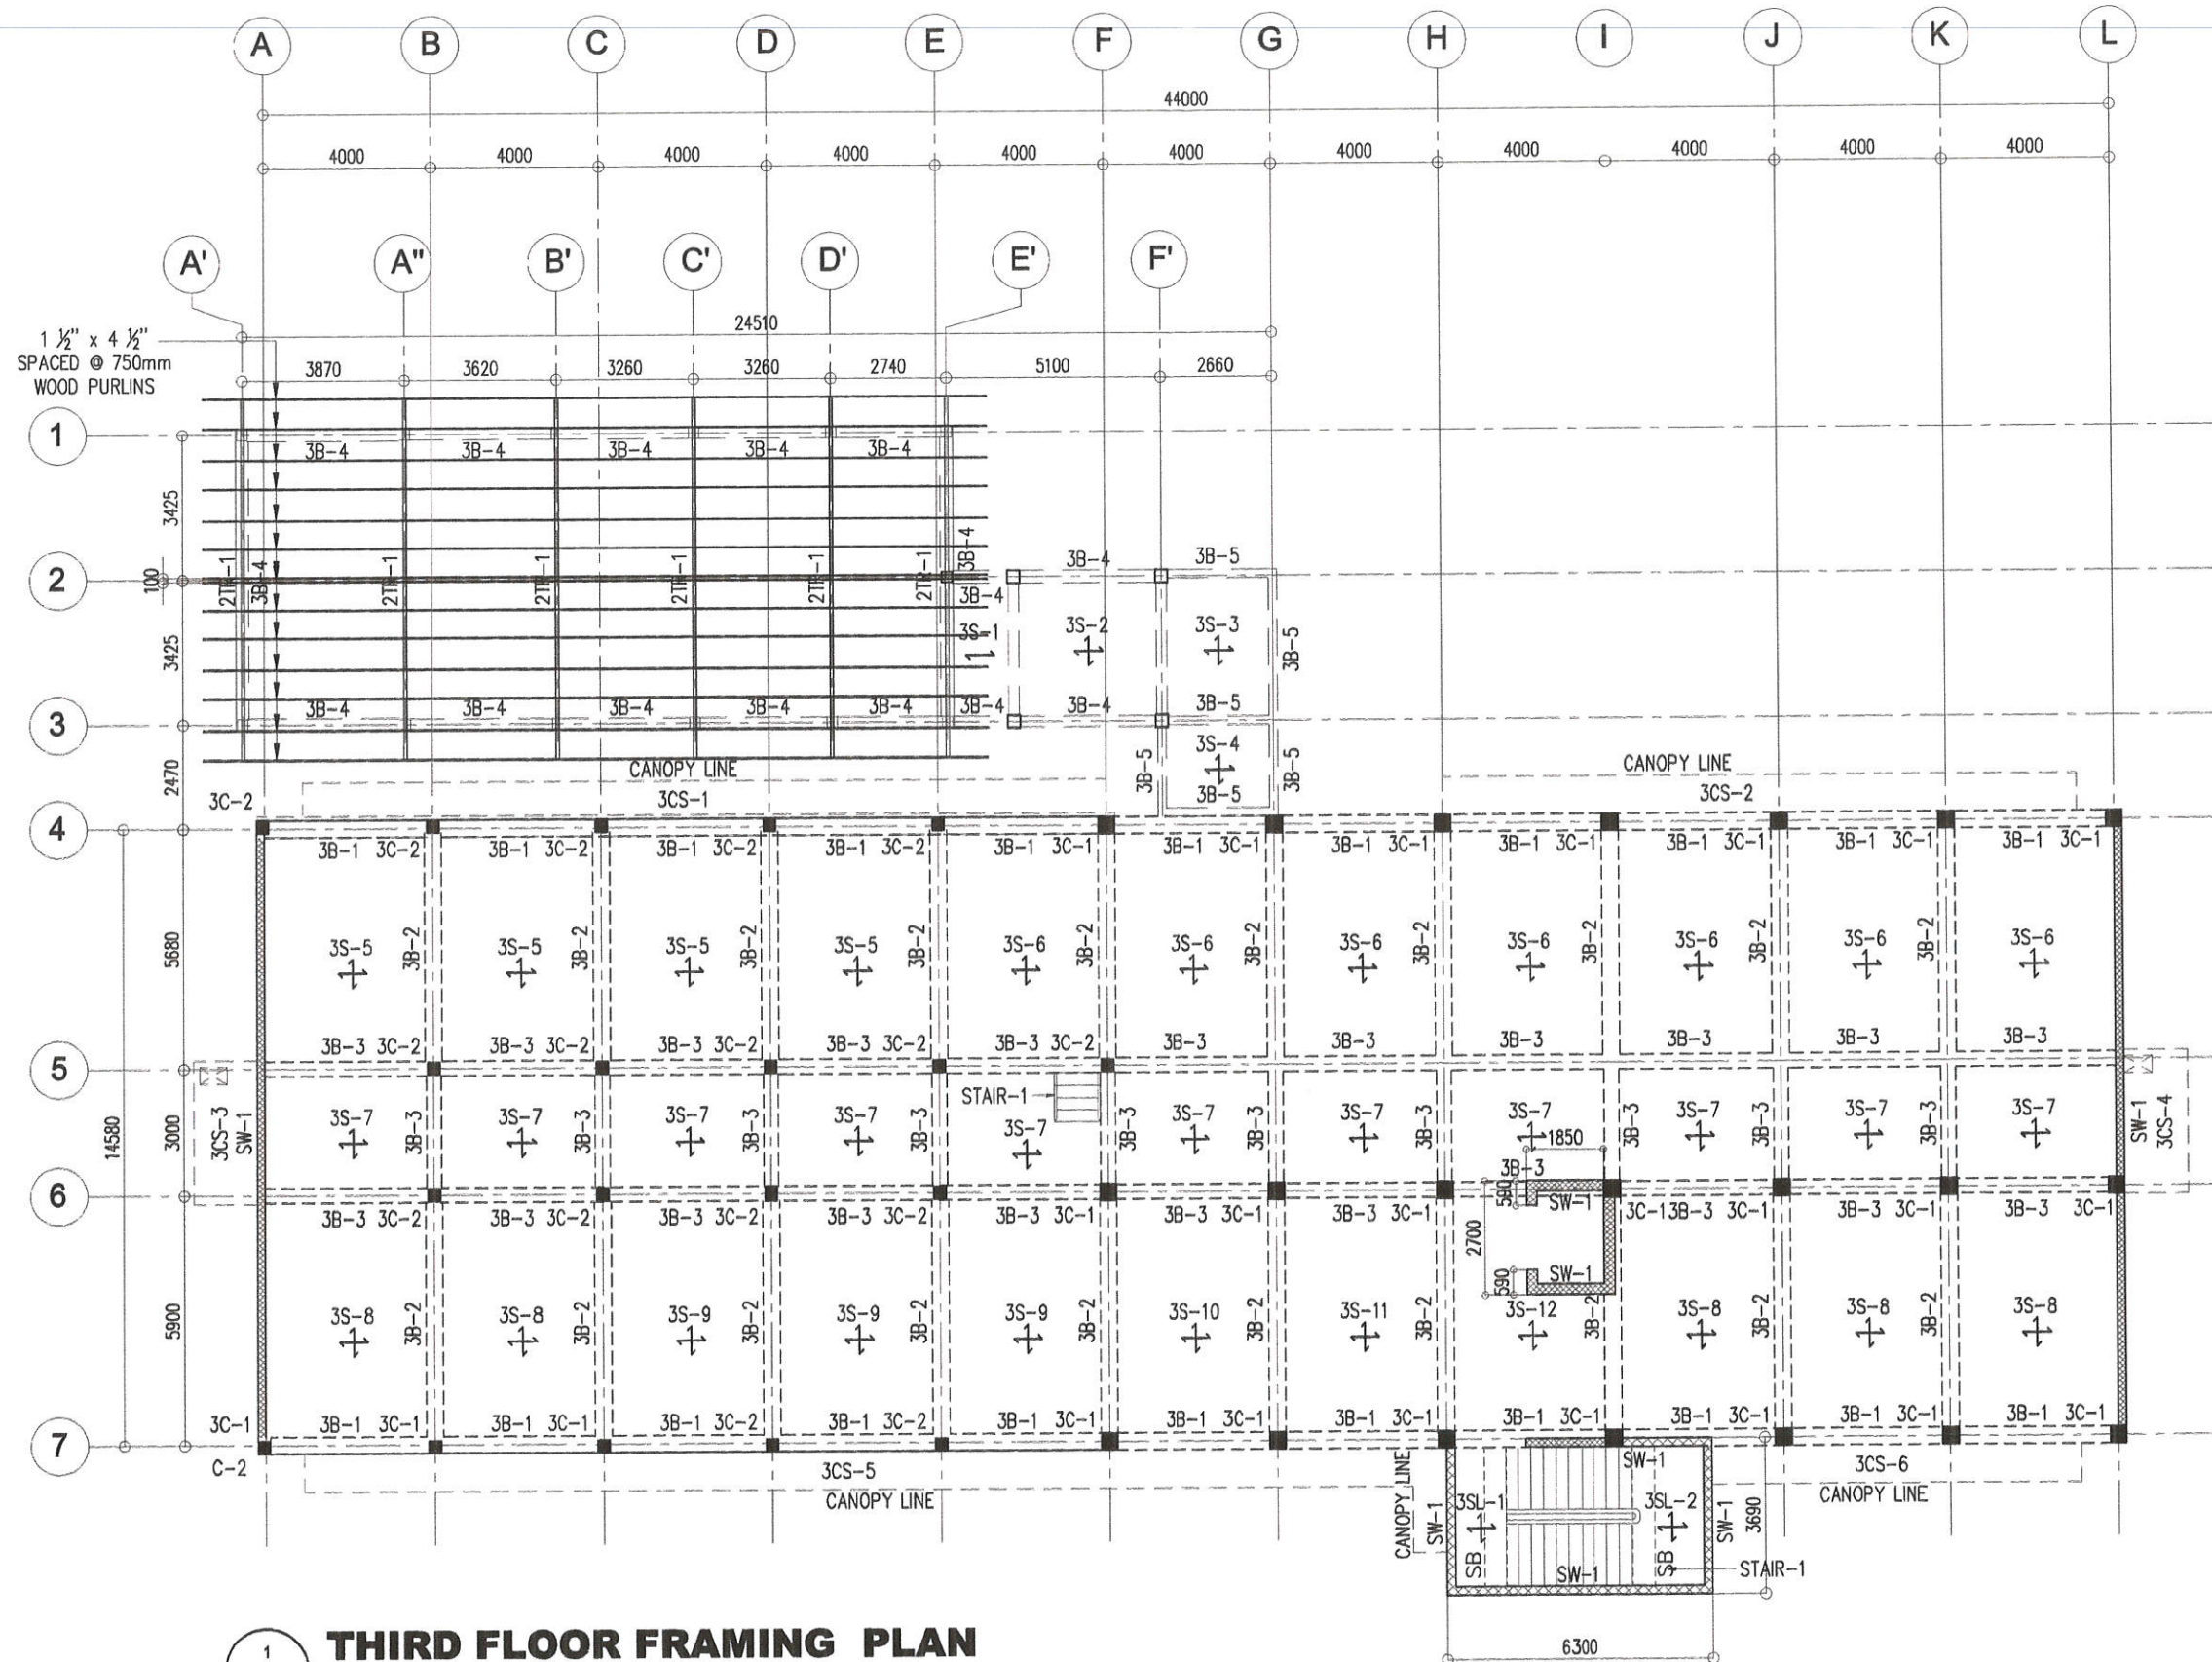 A B C D E F G H I J K L
44000
4000 4000 4000 4000 4000 4000 4000 4000 4000 4000 4000
A' A" B' C' D' E' F'
24510
1 ½" x 4 ½"
SPACED @ 750mm
WOOD PURLINS
3870 3620 3260 3260 2740 5100 2660
1
3B-4 3B-4 3B-4 3B-4 3B-4
3425
2
100
2TR-1 3B-4 2TR-1 2TR-1 2TR-1 2TR-1 2TR-1 3B-4
3B-4 3B-5
3B-4
3425
3S-1 3S-2 3S-3 3B-5
3
3B-4 3B-4 3B-4 3B-4 3B-4 3B-4 3B-4 3B-5
2470
3B-5 3S-4 3B-5
3B-5
CANOPY LINE CANOPY LINE
3C-2 3CS-1 3CS-2
4
3B-1 3C-2 3B-1 3C-2 3B-1 3C-2 3B-1 3C-2 3B-1 3C-1 3B-1 3C-1 3B-1 3C-1 3B-1 3C-1 3B-1 3C-1 3B-1 3C-1 3B-1 3C-1
5680
3S-5 3B-2 3S-5 3B-2 3S-5 3B-2 3S-5 3B-2 3S-6 3B-2 3S-6 3B-2 3S-6 3B-2 3S-6 3B-2 3S-6 3B-2 3S-6 3B-2 3S-6
3B-3 3C-2 3B-3 3C-2 3B-3 3C-2 3B-3 3C-2 3B-3 3C-2 3B-3 3B-3 3B-3 3B-3 3B-3 3B-3
5
STAIR-1
14580
3000
3CS-3
SW-1
3S-7 3B-3 3S-7 3B-3 3S-7 3B-3 3S-7 3B-3 3S-7 3B-3 3S-7 3B-3 3S-7 3B-3 3S-7 3B-3 3S-7 3B-3 3S-7 3B-3 3S-7
SW-1
3CS-4
1850
3B-3
6
590
SW-1
3B-3 3C-2 3B-3 3C-2 3B-3 3C-2 3B-3 3C-2 3B-3 3C-1 3B-3 3C-1 3B-3 3C-1 3C-1 3B-3 3C-1 3B-3 3C-1 3B-3 3C-1
2700
590
SW-1
5900
3S-8 3B-2 3S-8 3B-2 3S-9 3B-2 3S-9 3B-2 3S-9 3B-2 3S-10 3B-2 3S-11 3B-2 3S-12 3B-2 3S-8 3B-2 3S-8 3B-2 3S-8
3C-1 3B-1 3C-1 3B-1 3C-1 3B-1 3C-2 3B-1 3C-2 3B-1 3C-1 3B-1 3C-1 3B-1 3C-1 3B-1 3C-1 3B-1 3C-1 3B-1 3C-1 3B-1 3C-1
7
C-2
3CS-5
CANOPY LINE
CANOPY LINE
SW-1
SW-1
3CS-6
CANOPY LINE
3SL-1 3SL-2
SW-1
3690
SB SB
SW-1
STAIR-1
6300
1
THIRD FLOOR FRAMING PLAN